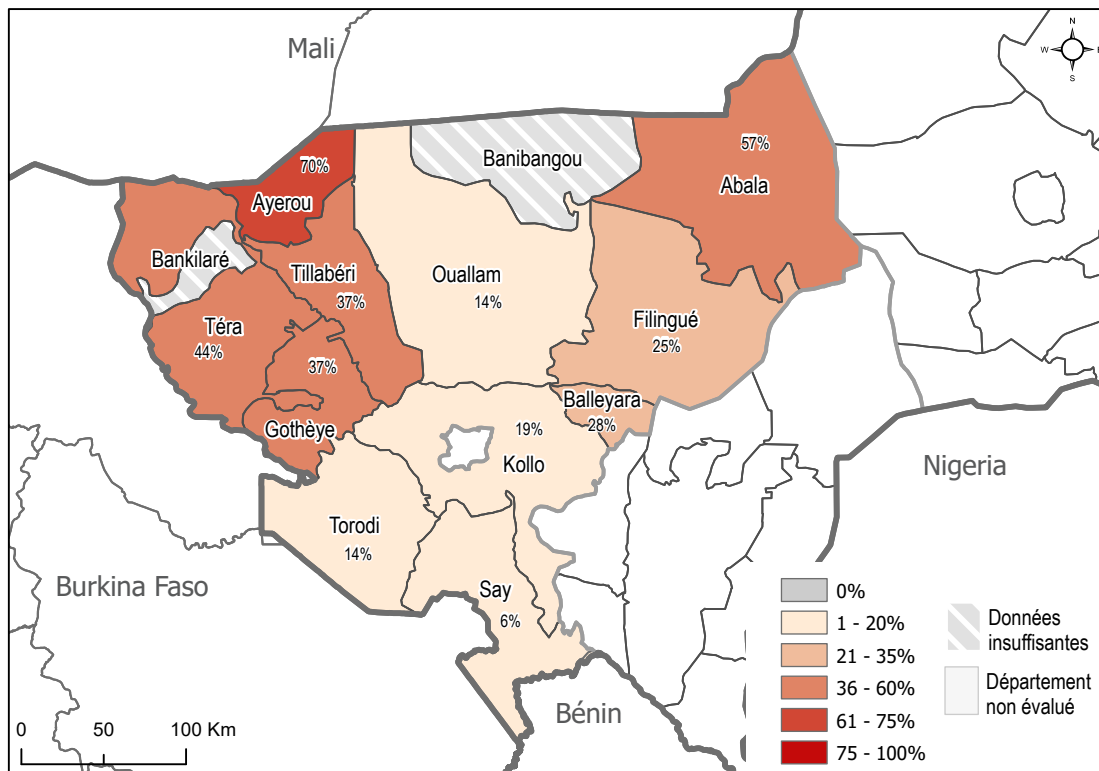 Mali
N
W
S
57%
Banibangou
70%
Abala
Ayerou
Bankilaré
Tillabéri
37%
Ouallam
14%
Téra
44%
Filingué
25%
37%
Balleyara
28%
Gothèye
19%
Kollo
Nigeria
Torodi
14%
Burkina Faso
Say
6%
Bénin
0 50 100 Km
0%
1 - 20%
21 - 35%
36 - 60%
61 - 75%
75 - 100%
Données
insuffisantes
Département
non évalué